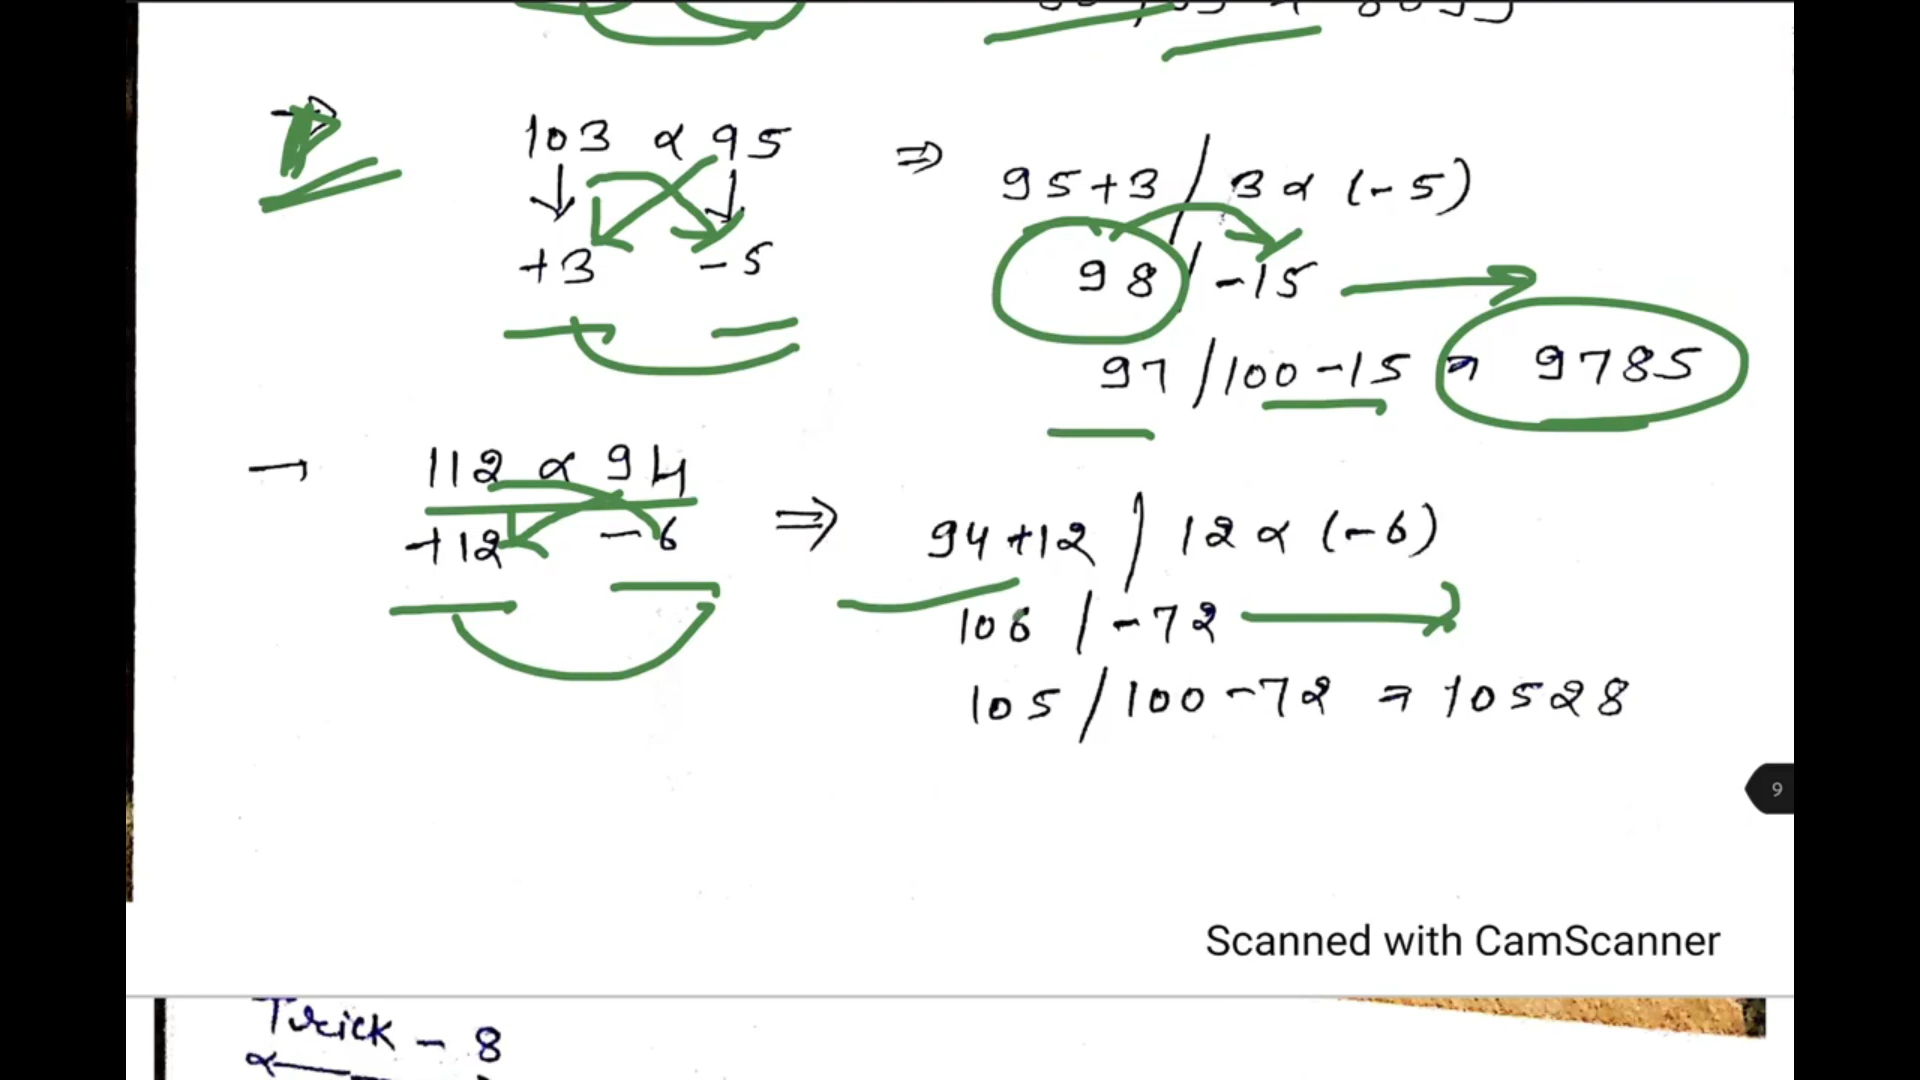 103 × 95 ⇒ 95+3 / 3 × (-5)
+3 -5 98 / -15
97 / 100 -15 = 9785
→ 112 × 94 ⇒ 94+12 / 12 × (-6)
+12 -6 106 / -72
105 / 100 -72 = 10528
9
Scanned with CamScanner
Trick - 8